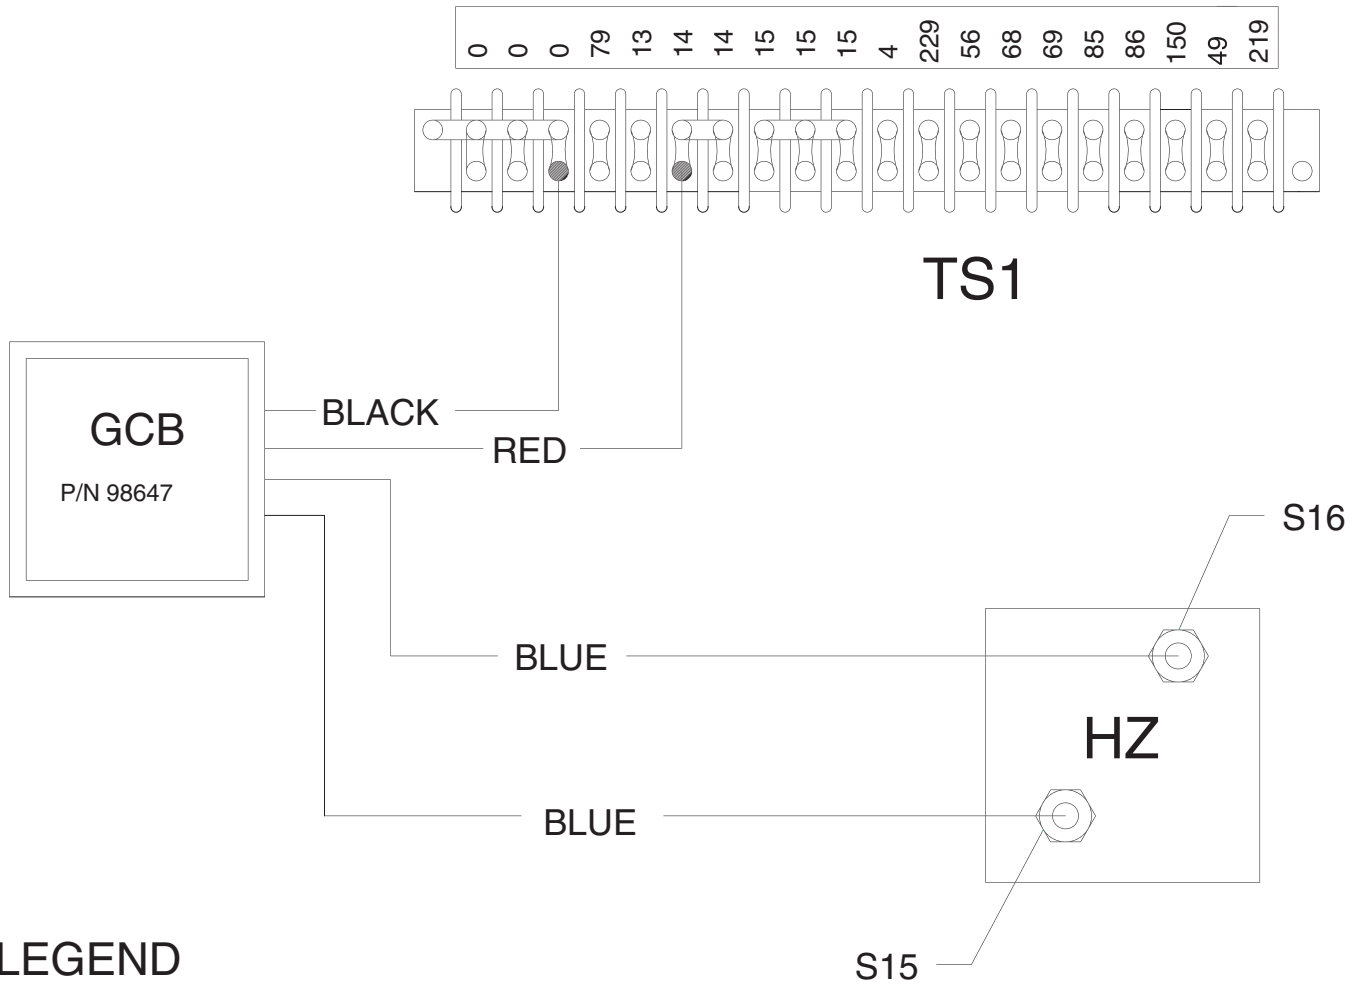 0 0 0 79 13 14 14 15 15 15 4 229 56 68 69 85 86 150 49 219
TS1
BLACK
GCB
RED
P/N 98647
S16
BLUE
HZ
BLUE
LEGEND
S15